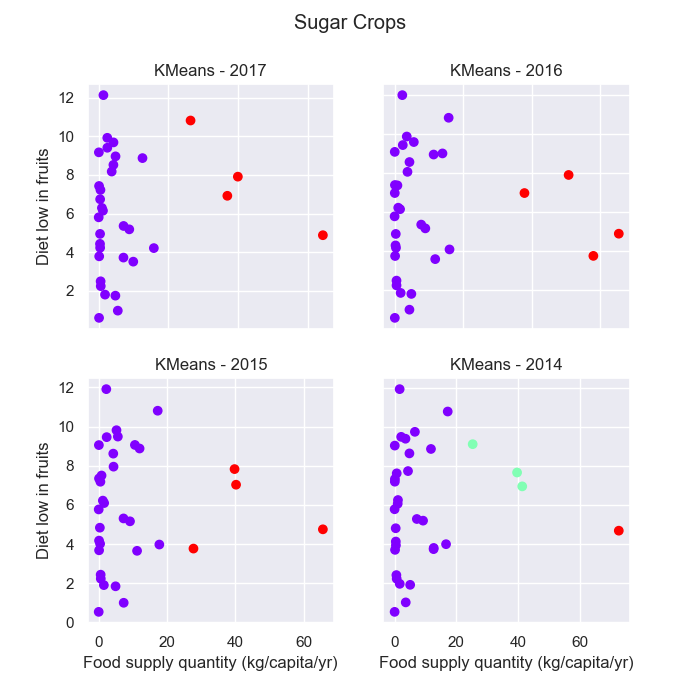 Sugar Crops
KMeans - 2017
KMeans - 2016
12
10
8
6
4
2
Diet low in fruits
KMeans - 2015
KMeans - 2014
12
10
8
6
4
2
0
Diet low in fruits
0 20 40 60
0 20 40 60
Food supply quantity (kg/capita/yr)
Food supply quantity (kg/capita/yr)